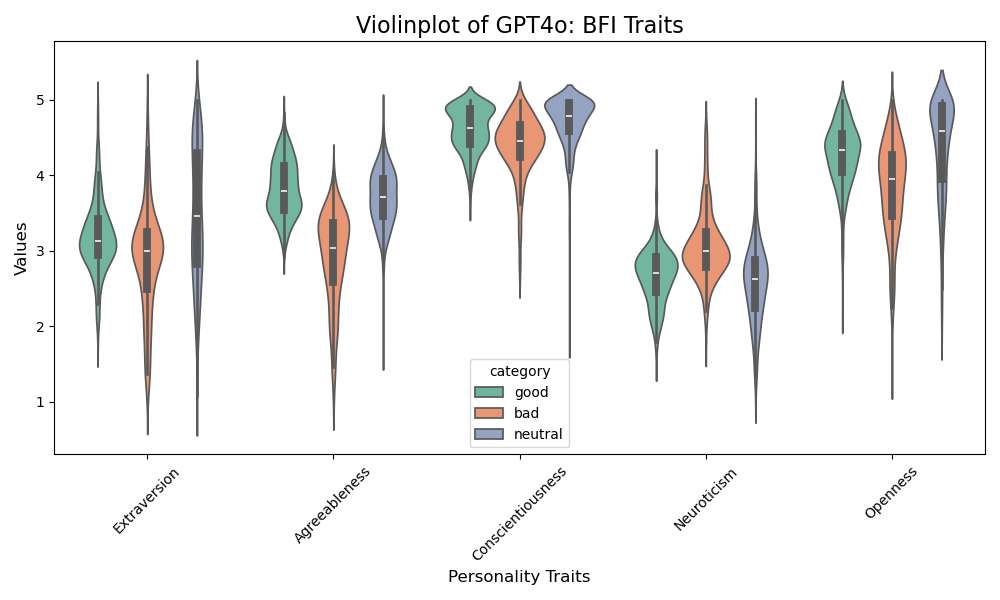 Violinplot of GPT4o: BFI Traits
Values
5
4
3
2
1
category
good
bad
neutral
Extraversion
Agreeableness
Conscientiousness
Neuroticism
Openness
Personality Traits